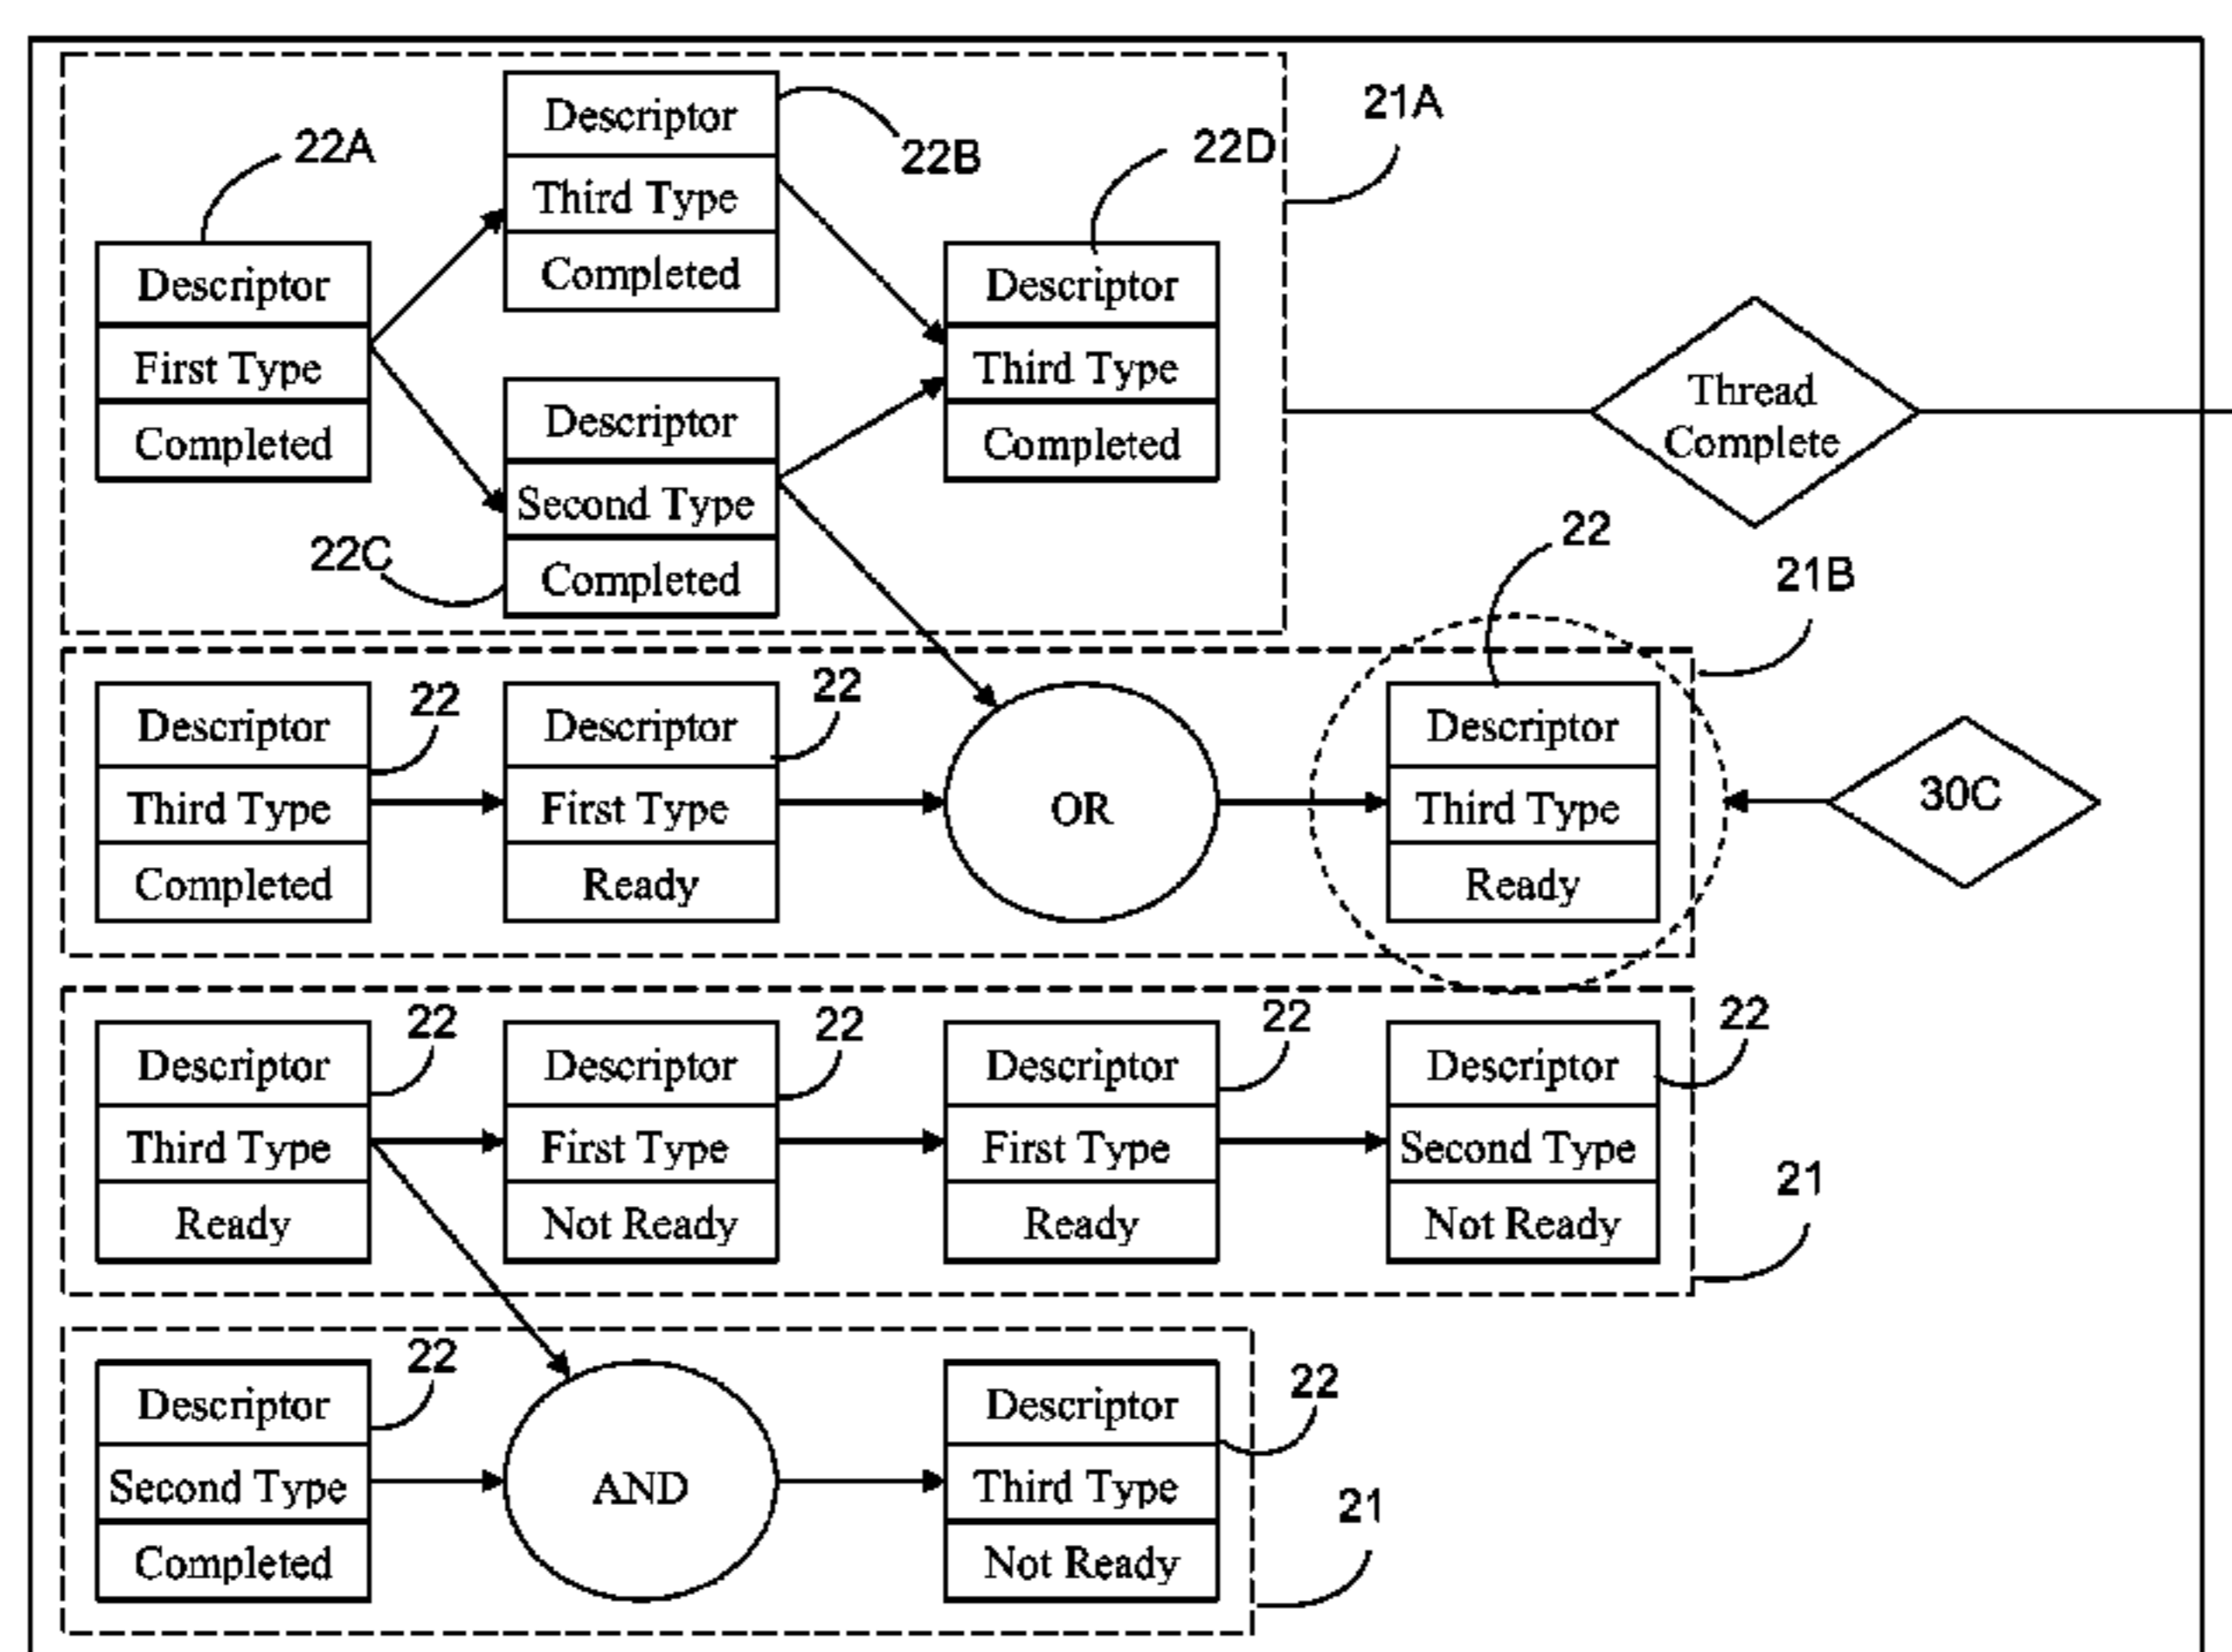 21A
22A
22B
22D
Descriptor
Third Type
Completed
Descriptor
First Type
Completed
Descriptor
Third Type
Completed
Descriptor
Second Type
Completed
22C
Thread
Complete
22
21B
22
22
Descriptor
Third Type
Completed
Descriptor
First Type
Ready
OR
Descriptor
Third Type
Ready
30C
22
22
22
22
Descriptor
Third Type
Ready
Descriptor
First Type
Not Ready
Descriptor
First Type
Ready
Descriptor
Second Type
Not Ready
21
22
22
Descriptor
Second Type
Completed
AND
Descriptor
Third Type
Not Ready
21